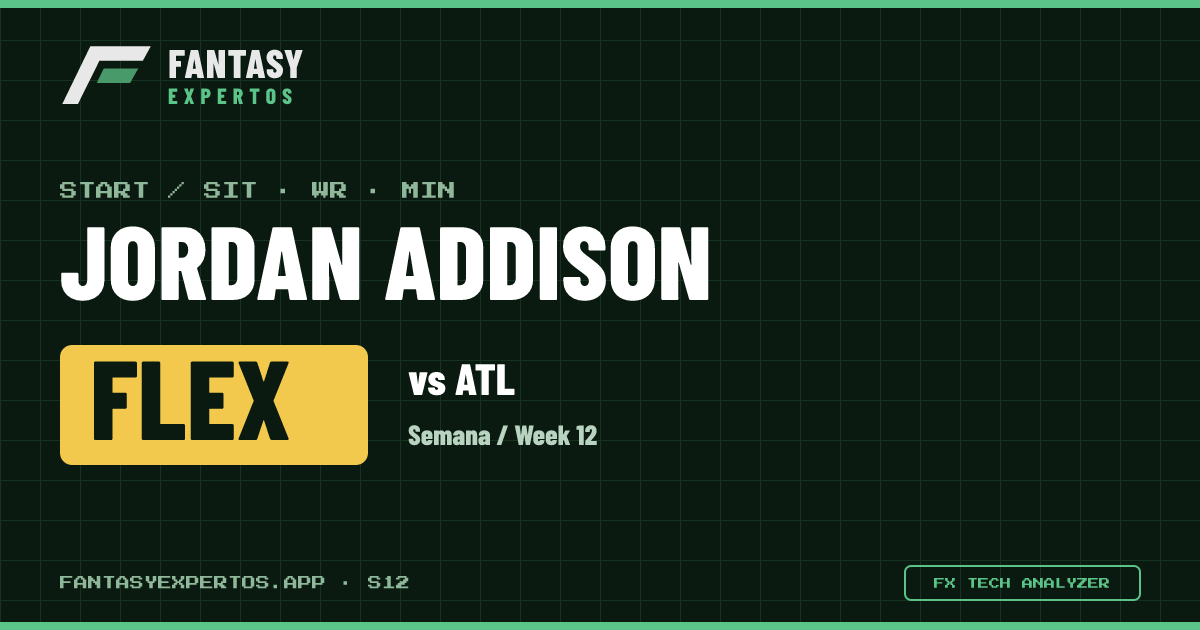 FANTASY
EXPERTOS
START / SIT · WR · MIN
JORDAN ADDISON
FLEX
vs ATL
Semana / Week 12
FANTASYEXPERTOS.APP · S12
FX TECH ANALYZER